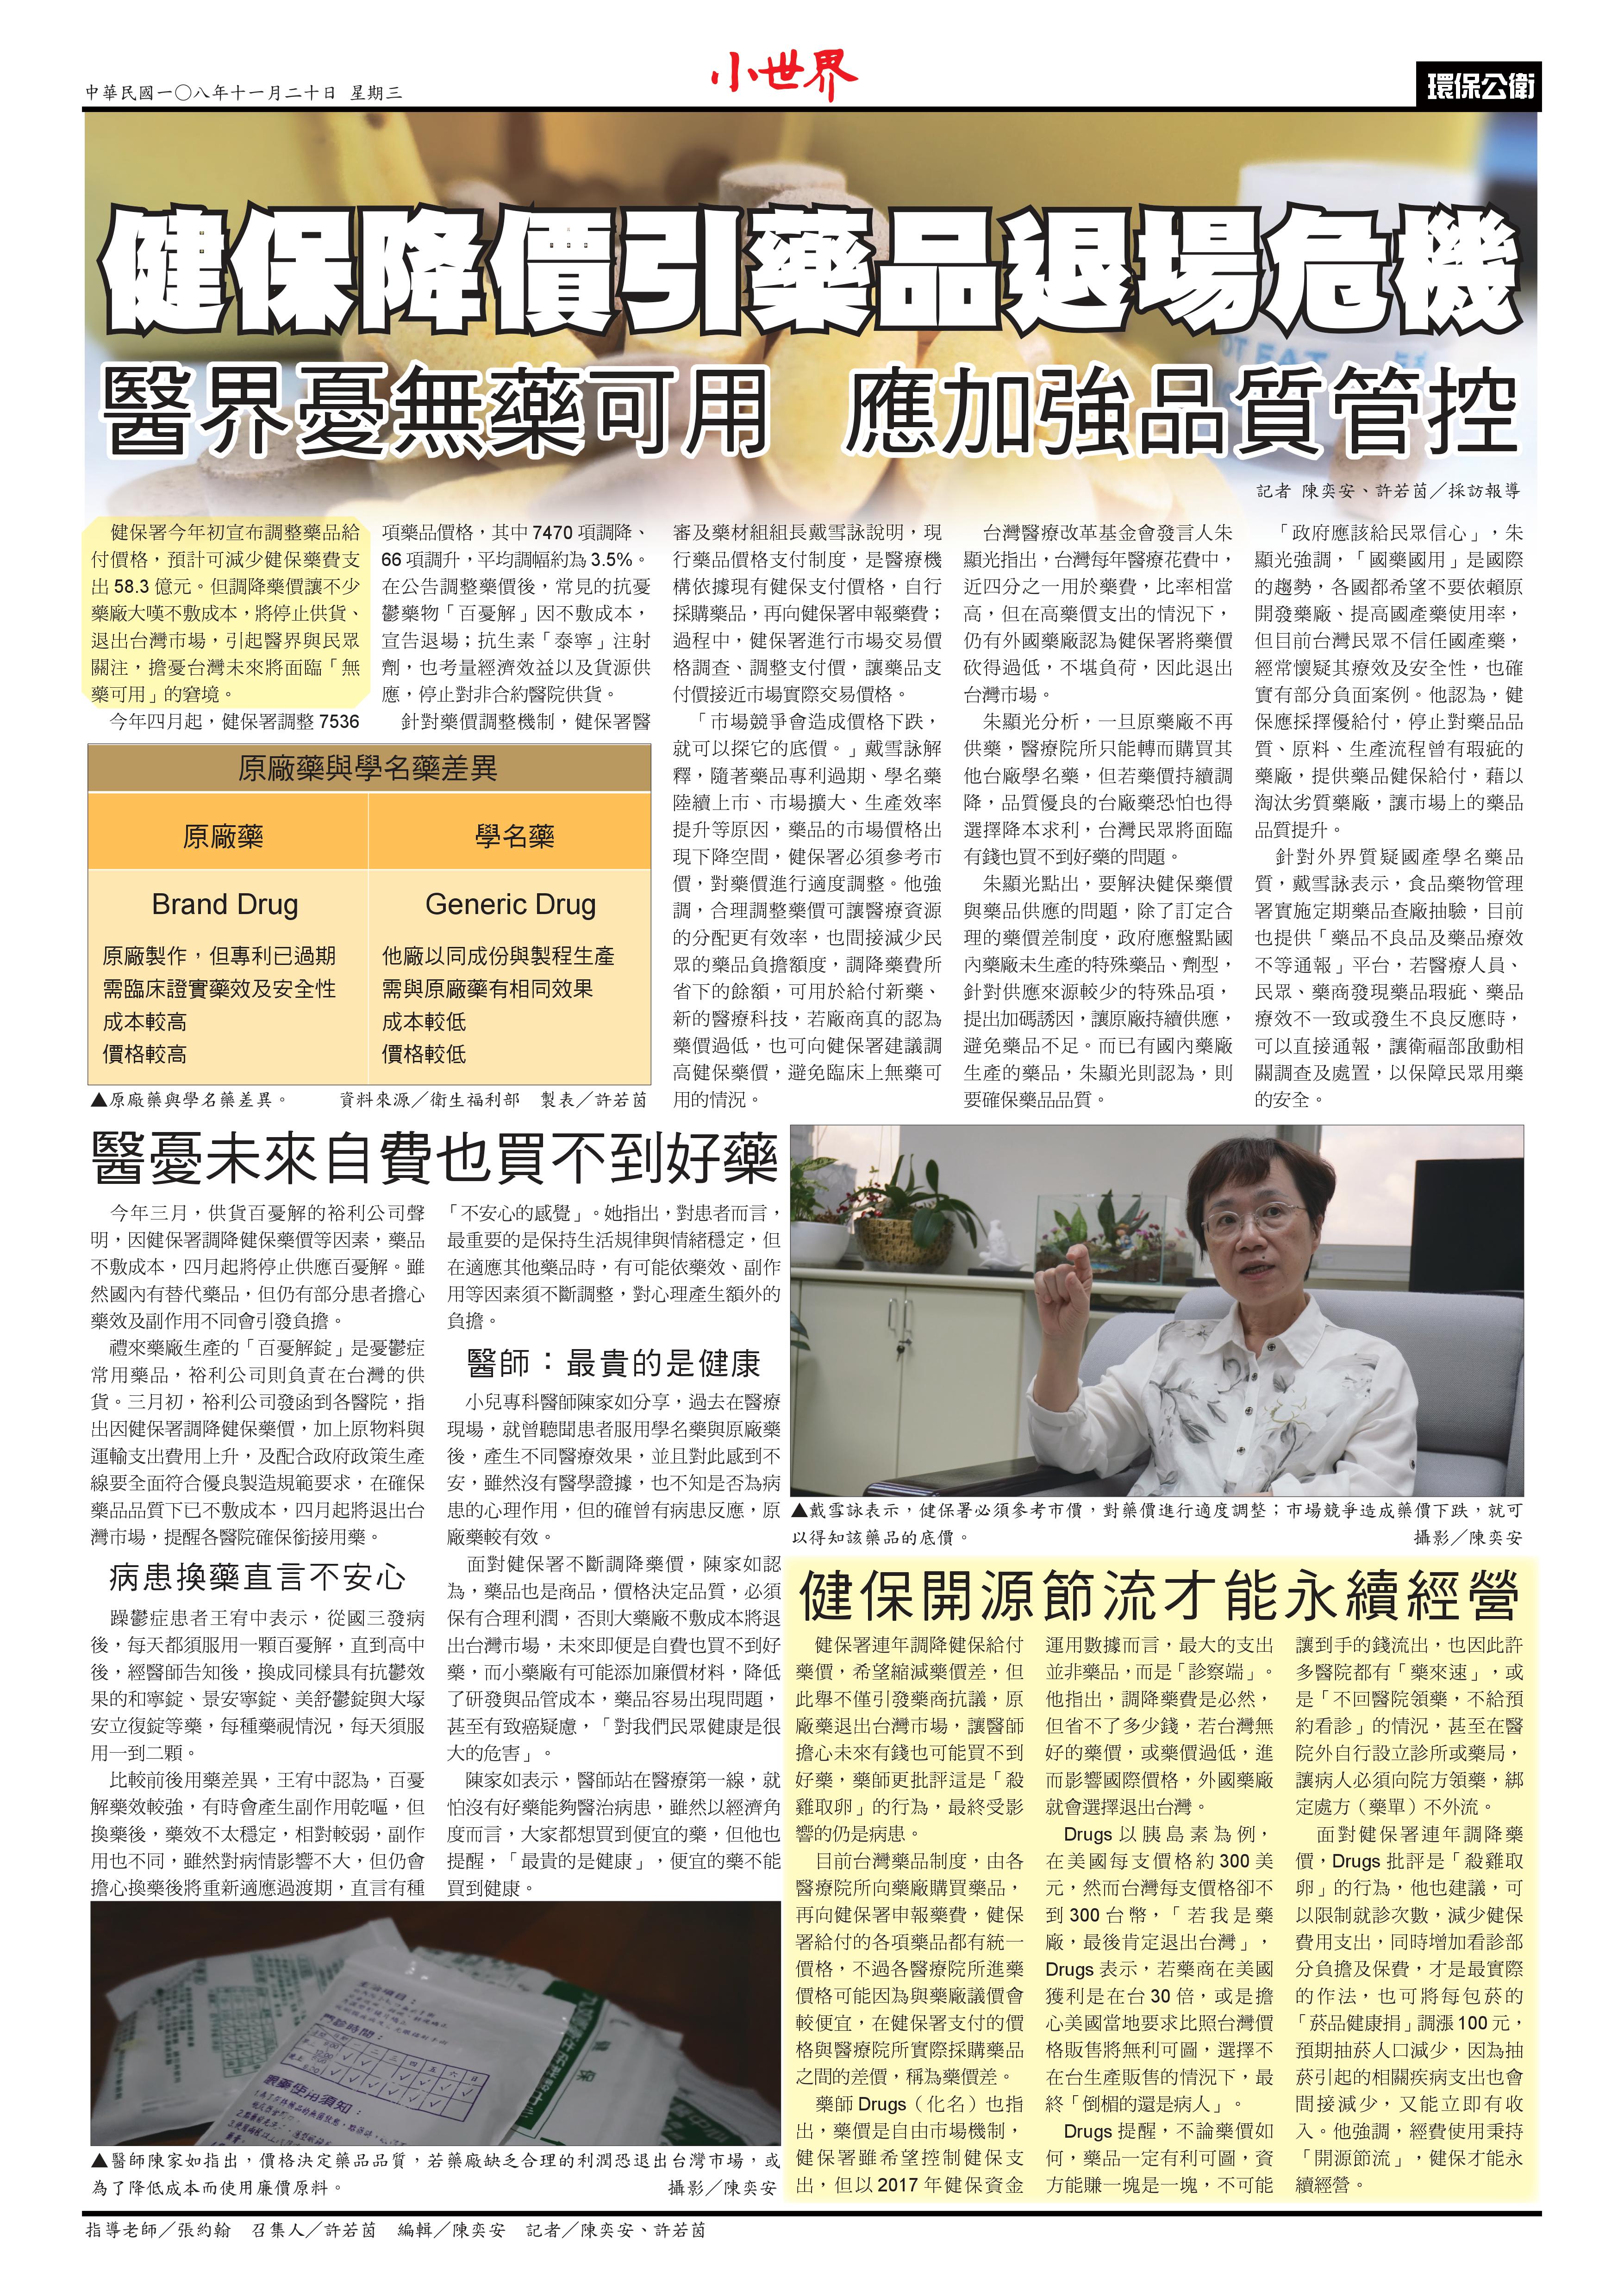 中華民國一〇八年十一月二十日 星期三
小世界
環保公衛
健保降價引藥品退場危機
醫界憂無藥可用 應加強品質管控
記者 陳奕安、許若茵／採訪報導
健保署今年初宣布調整藥品給
付價格，預計可減少健保藥費支
出 58.3 億元。但調降藥價讓不少
藥廠大嘆不敷成本，將停止供貨、
退出台灣市場，引起醫界與民眾
關注，擔憂台灣未來將面臨「無
藥可用」的窘境。
今年四月起，健保署調整 7536
項藥品價格，其中 7470 項調降、
66 項調升，平均調幅約為 3.5%。
在公告調整藥價後，常見的抗憂
鬱藥物「百憂解」因不敷成本，
宣告退場；抗生素「泰寧」注射
劑，也考量經濟效益以及貨源供
應，停止對非合約醫院供貨。
針對藥價調整機制，健保署醫
審及藥材組組長戴雪詠說明，現
行藥品價格支付制度，是醫療機
構依據現有健保支付價格，自行
採購藥品，再向健保署申報藥費；
過程中，健保署進行市場交易價
格調查、調整支付價，讓藥品支
付價接近市場實際交易價格。
「市場競爭會造成價格下跌，
就可以探它的底價。」戴雪詠解
釋，隨著藥品專利過期、學名藥
陸續上市、市場擴大、生產效率
提升等原因，藥品的市場價格出
現下降空間，健保署必須參考市
價，對藥價進行適度調整。他強
調，合理調整藥價可讓醫療資源
的分配更有效率，也間接減少民
眾的藥品負擔額度，調降藥費所
省下的餘額，可用於給付新藥、
新的醫療科技，若廠商真的認為
藥價過低，也可向健保署建議調
高健保藥價，避免臨床上無藥可
用的情況。
台灣醫療改革基金會發言人朱
顯光指出，台灣每年醫療花費中，
近四分之一用於藥費，比率相當
高，但在高藥價支出的情況下，
仍有外國藥廠認為健保署將藥價
砍得過低，不堪負荷，因此退出
台灣市場。
朱顯光分析，一旦原藥廠不再
供藥，醫療院所只能轉而購買其
他台廠學名藥，但若藥價持續調
降，品質優良的台廠藥恐怕也得
選擇降本求利，台灣民眾將面臨
有錢也買不到好藥的問題。
朱顯光點出，要解決健保藥價
與藥品供應的問題，除了訂定合
理的藥價差制度，政府應盤點國
內藥廠未生產的特殊藥品、劑型，
針對供應來源較少的特殊品項，
提出加碼誘因，讓原廠持續供應，
避免藥品不足。而已有國內藥廠
生產的藥品，朱顯光則認為，則
要確保藥品品質。
「政府應該給民眾信心」，朱
顯光強調，「國藥國用」是國際
的趨勢，各國都希望不要依賴原
開發藥廠、提高國產藥使用率，
但目前台灣民眾不信任國產藥，
經常懷疑其療效及安全性，也確
實有部分負面案例。他認為，健
保應採擇優給付，停止對藥品品
質、原料、生產流程曾有瑕疵的
藥廠，提供藥品健保給付，藉以
淘汰劣質藥廠，讓市場上的藥品
品質提升。
針對外界質疑國產學名藥品
質，戴雪詠表示，食品藥物管理
署實施定期藥品查廠抽驗，目前
也提供「藥品不良品及藥品療效
不等通報」平台，若醫療人員、
民眾、藥商發現藥品瑕疵、藥品
療效不一致或發生不良反應時，
可以直接通報，讓衛福部啟動相
關調查及處置，以保障民眾用藥
的安全。
原廠藥與學名藥差異
原廠藥 學名藥
Brand Drug Generic Drug
原廠製作，但專利已過期 他廠以同成份與製程生產
需臨床證實藥效及安全性 需與原廠藥有相同效果
成本較高 成本較低
價格較高 價格較低
▲原廠藥與學名藥差異。 資料來源／衛生福利部 製表／許若茵
醫憂未來自費也買不到好藥
今年三月，供貨百憂解的裕利公司聲
明，因健保署調降健保藥價等因素，藥品
不敷成本，四月起將停止供應百憂解。雖
然國內有替代藥品，但仍有部分患者擔心
藥效及副作用不同會引發負擔。
禮來藥廠生產的「百憂解錠」是憂鬱症
常用藥品，裕利公司則負責在台灣的供
貨。三月初，裕利公司發函到各醫院，指
出因健保署調降健保藥價，加上原物料與
運輸支出費用上升，及配合政府政策生產
線要全面符合優良製造規範要求，在確保
藥品品質下已不敷成本，四月起將退出台
灣市場，提醒各醫院確保銜接用藥。
病患換藥直言不安心
躁鬱症患者王宥中表示，從國三發病
後，每天都須服用一顆百憂解，直到高中
後，經醫師告知後，換成同樣具有抗鬱效
果的和寧錠、景安寧錠、美舒鬱錠與大塚
安立復錠等藥，每種藥視情況，每天須服
用一到二顆。
比較前後用藥差異，王宥中認為，百憂
解藥效較強，有時會產生副作用乾嘔，但
換藥後，藥效不太穩定，相對較弱，副作
用也不同，雖然對病情影響不大，但仍會
擔心換藥後將重新適應過渡期，直言有種
「不安心的感覺」。她指出，對患者而言，
最重要的是保持生活規律與情緒穩定，但
在適應其他藥品時，有可能依藥效、副作
用等因素須不斷調整，對心理產生額外的
負擔。
醫師：最貴的是健康
小兒專科醫師陳家如分享，過去在醫療
現場，就曾聽聞患者服用學名藥與原廠藥
後，產生不同醫療效果，並且對此感到不
安，雖然沒有醫學證據，也不知是否為病
患的心理作用，但的確曾有病患反應，原
廠藥較有效。
面對健保署不斷調降藥價，陳家如認
為，藥品也是商品，價格決定品質，必須
保有合理利潤，否則大藥廠不敷成本將退
出台灣市場，未來即便是自費也買不到好
藥，而小藥廠有可能添加廉價材料，降低
了研發與品管成本，藥品容易出現問題，
甚至有致癌疑慮，「對我們民眾健康是很
大的危害」。
陳家如表示，醫師站在醫療第一線，就
怕沒有好藥能夠醫治病患，雖然以經濟角
度而言，大家都想買到便宜的藥，但他也
提醒，「最貴的是健康」，便宜的藥不能
買到健康。
門診時間：
一 二 三 四 五 六 日
服藥使用須知：
▲醫師陳家如指出，價格決定藥品品質，若藥廠缺乏合理的利潤恐退出台灣市場，或
為了降低成本而使用廉價原料。 攝影／陳奕安
▲戴雪詠表示，健保署必須參考市價，對藥價進行適度調整；市場競爭造成藥價下跌，就可
以得知該藥品的底價。 攝影／陳奕安
健保開源節流才能永續經營
健保署連年調降健保給付
藥價，希望縮減藥價差，但
此舉不僅引發藥商抗議，原
廠藥退出台灣市場，讓醫師
擔心未來有錢也可能買不到
好藥，藥師更批評這是「殺
雞取卵」的行為，最終受影
響的仍是病患。
目前台灣藥品制度，由各
醫療院所向藥廠購買藥品，
再向健保署申報藥費，健保
署給付的各項藥品都有統一
價格，不過各醫療院所進藥
價格可能因為與藥廠議價會
較便宜，在健保署支付的價
格與醫療院所實際採購藥品
之間的差價，稱為藥價差。
藥師 Drugs（化名）也指
出，藥價是自由市場機制，
健保署雖希望控制健保支
出，但以 2017 年健保資金
運用數據而言，最大的支出
並非藥品，而是「診察端」。
他指出，調降藥費是必然，
但省不了多少錢，若台灣無
好的藥價，或藥價過低，進
而影響國際價格，外國藥廠
就會選擇退出台灣。
Drugs 以胰島素為例，
在美國每支價格約 300 美
元，然而台灣每支價格卻不
到 300 台幣，「若我是藥
廠，最後肯定退出台灣」，
Drugs 表示，若藥商在美國
獲利是在台 30 倍，或是擔
心美國當地要求比照台灣價
格販售將無利可圖，選擇不
在台生產販售的情況下，最
終「倒楣的還是病人」。
Drugs 提醒，不論藥價如
何，藥品一定有利可圖，資
方能賺一塊是一塊，不可能
讓到手的錢流出，也因此許
多醫院都有「藥來速」，或
是「不回醫院領藥，不給預
約看診」的情況，甚至在醫
院外自行設立診所或藥局，
讓病人必須向院方領藥，綁
定處方（藥單）不外流。
面對健保署連年調降藥
價，Drugs 批評是「殺雞取
卵」的行為，他也建議，可
以限制就診次數，減少健保
費用支出，同時增加看診部
分負擔及保費，才是最實際
的作法，也可將每包菸的
「菸品健康捐」調漲 100 元，
預期抽菸人口減少，因為抽
菸引起的相關疾病支出也會
間接減少，又能立即有收
入。他強調，經費使用秉持
「開源節流」，健保才能永
續經營。
指導老師／張約翰 召集人／許若茵 編輯／陳奕安 記者／陳奕安、許若茵